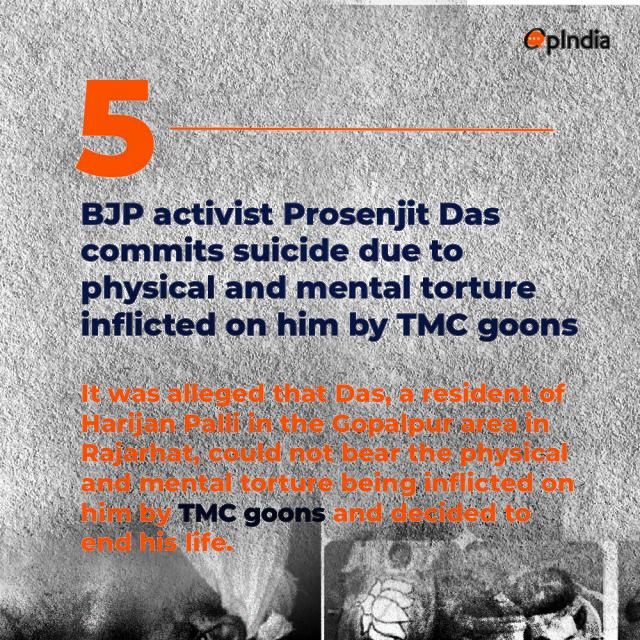 OpIndia
5
BJP activist Prosenjit Das
commits suicide due to
physical and mental torture
inflicted on him by TMC goons
It was alleged that Das, a resident of
Harijan Palli in the Gopalpur area in
Rajarhat, could not bear the physical
and mental torture being inflicted on
him by TMC goons and decided to
end his life.